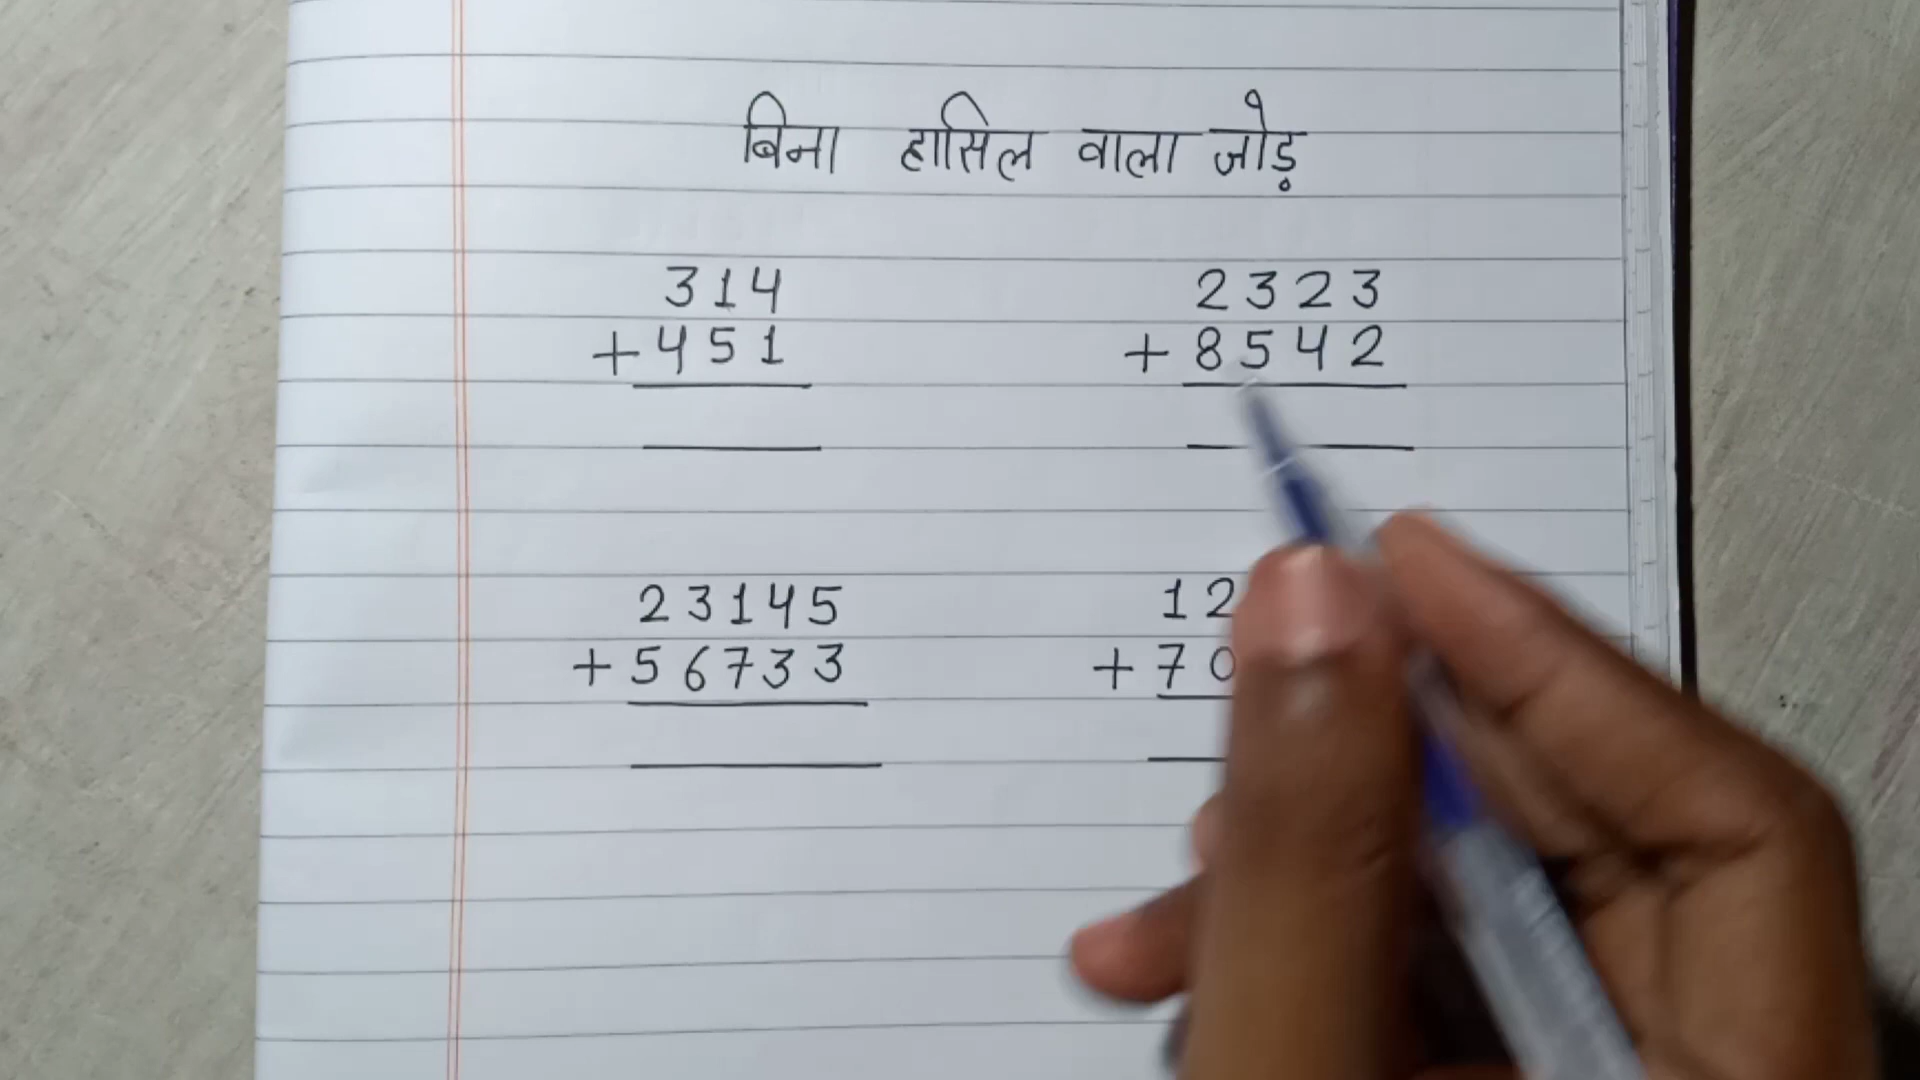 बिना हासिल वाला जोड़
314 2323
+451 +8542
23145 12
+56733 +70